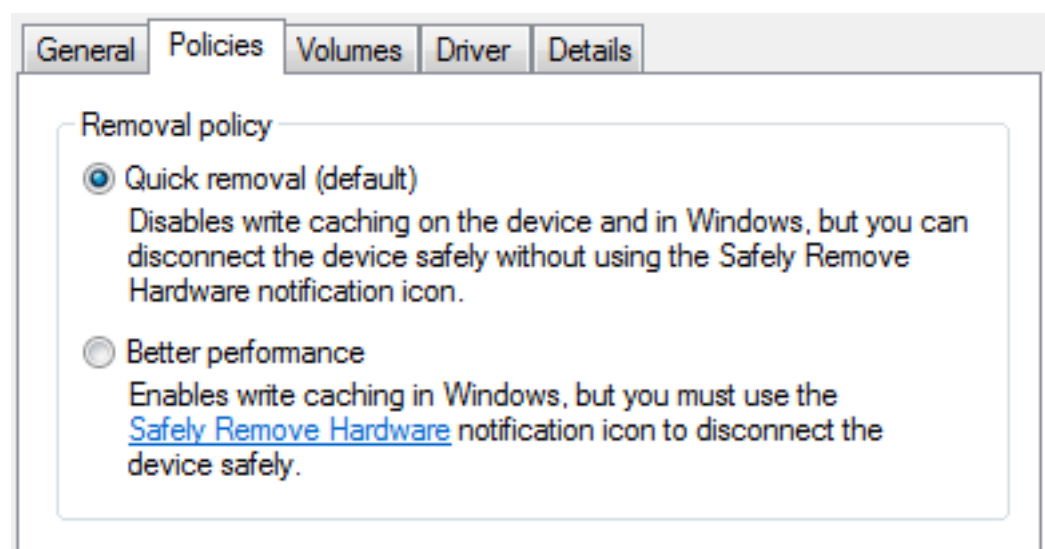 General Policies Volumes Driver Details
Removal policy
Quick removal (default)
Disables write caching on the device and in Windows, but you can
disconnect the device safely without using the Safely Remove
Hardware notification icon.
Better performance
Enables write caching in Windows, but you must use the
Safely Remove Hardware notification icon to disconnect the
device safely.